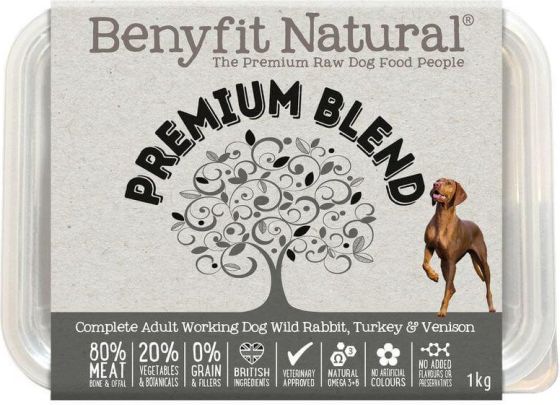 Benyfit Natural®
The Premium Raw Dog Food People
PREMIUM BLEND
Complete Adult Working Dog Wild Rabbit, Turkey & Venison
80% MEAT BONE & OFFAL
20% VEGETABLES & BOTANICALS
0% GRAIN & FILLERS
BRITISH INGREDIENTS
VETERINARY APPROVED
3
NATURAL OMEGA 3+6
NO ARTIFICIAL COLOURS
NO ADDED FLAVOURS OR PRESERVATIVES
1kg